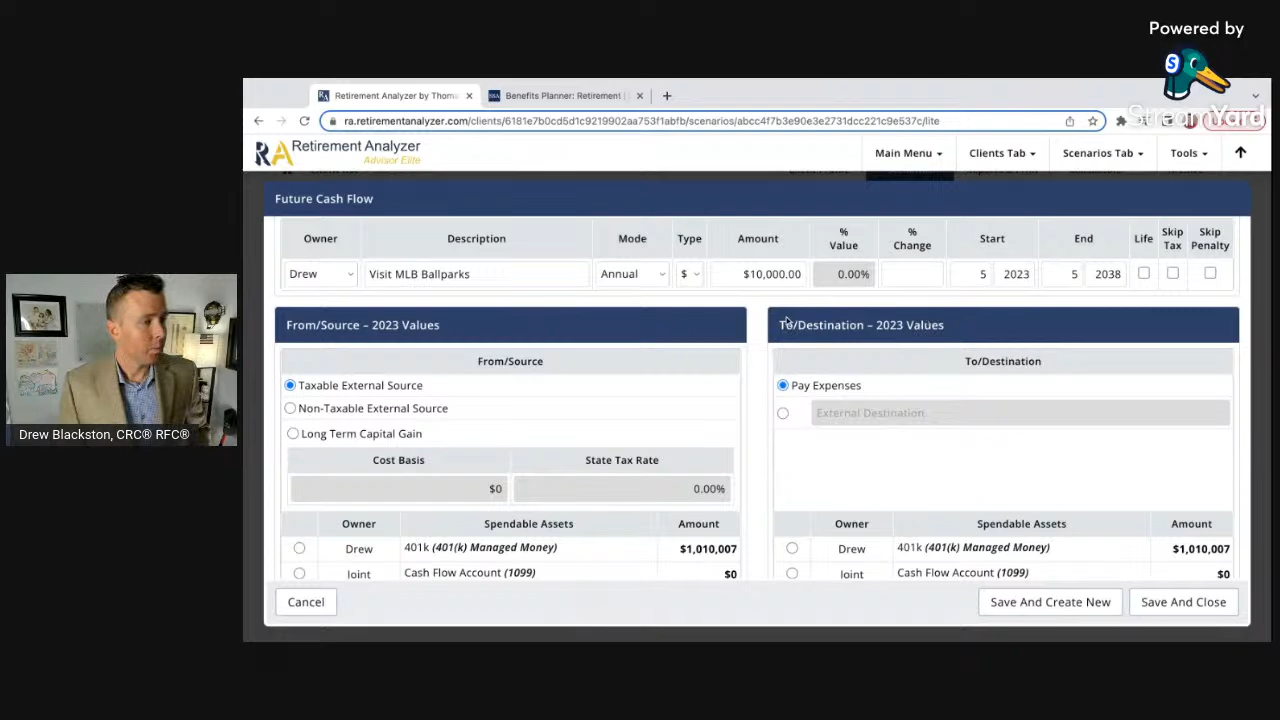 Powered by
S
StreamYard
Retirement Analyzer by Thoma
SSA
Benefits Planner: Retirement |
ra.retirementanalyzer.com/clients/6181e7b0cd5d1c9219902aa753f1abfb/scenarios/abcc4f7b3e90e3e2731dcc221c9e537c/lite
RA Retirement Analyzer
Advisor Elite
Main Menu
Clients Tab
Scenarios Tab
Tools
Future Cash Flow
Owner Description Mode Type Amount % Value % Change Start End Life Skip Tax Skip Penalty
Drew Visit MLB Ballparks Annual $ $10,000.00 0.00% 5 2023 5 2038
From/Source – 2023 Values
To/Destination – 2023 Values
From/Source
To/Destination
Taxable External Source
Pay Expenses
Non-Taxable External Source
External Destination
Long Term Capital Gain
Cost Basis State Tax Rate
$0 0.00%
Owner Spendable Assets Amount
Owner Spendable Assets Amount
Drew 401k (401(k) Managed Money) $1,010,007
Drew 401k (401(k) Managed Money) $1,010,007
Joint Cash Flow Account (1099) $0
Joint Cash Flow Account (1099) $0
Cancel
Save And Create New
Save And Close
Drew Blackston, CRC® RFC®